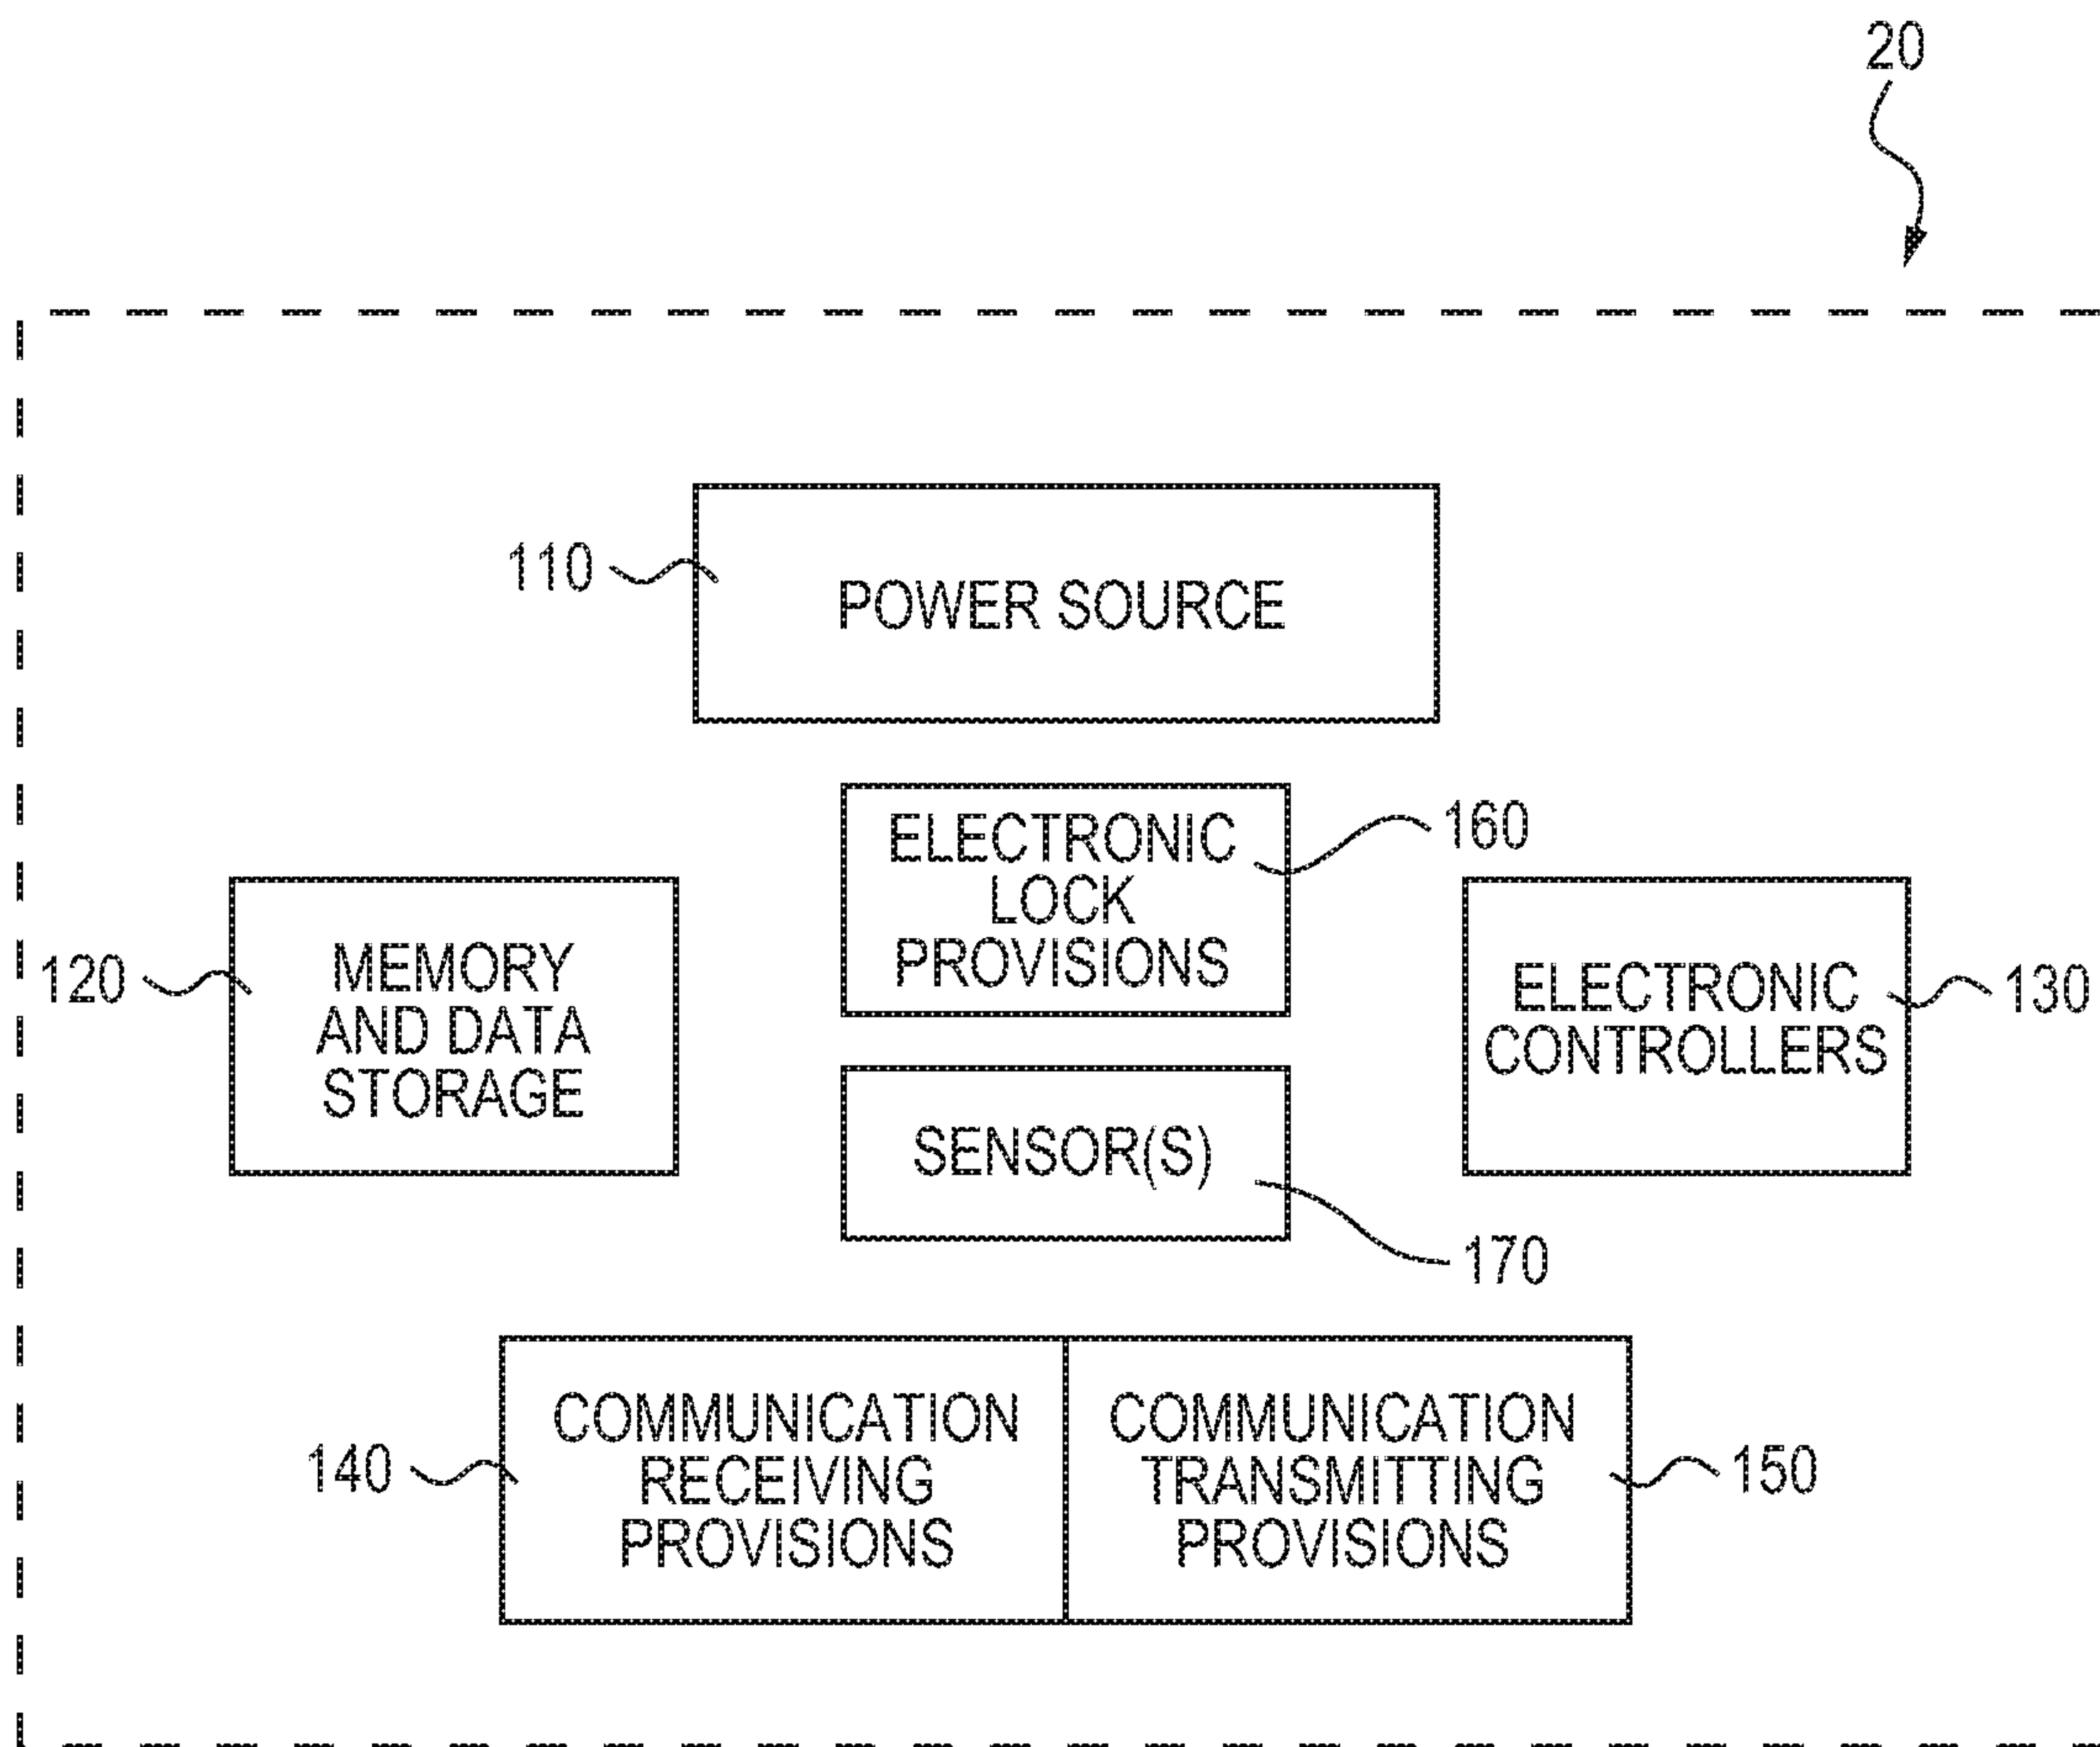 20
110
POWER SOURCE
ELECTRONIC
LOCK
PROVISIONS
160
120
MEMORY
AND DATA
STORAGE
ELECTRONIC
CONTROLLERS
130
SENSOR(S)
170
140
COMMUNICATION
RECEIVING
PROVISIONS
COMMUNICATION
TRANSMITTING
PROVISIONS
150